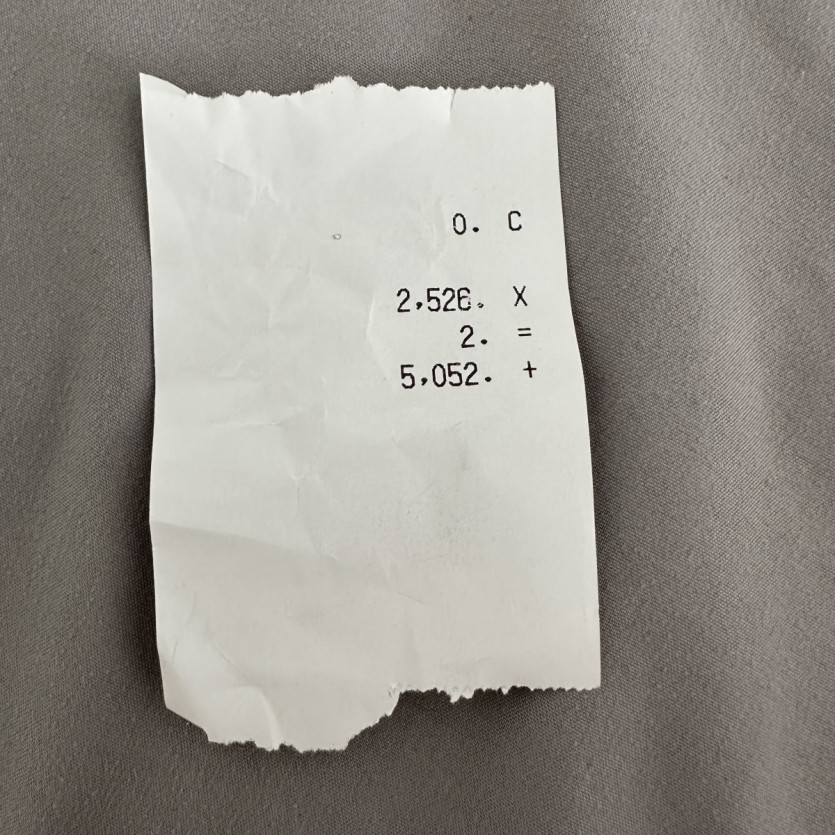 0. C
2,526. X
2. =
5,052. +